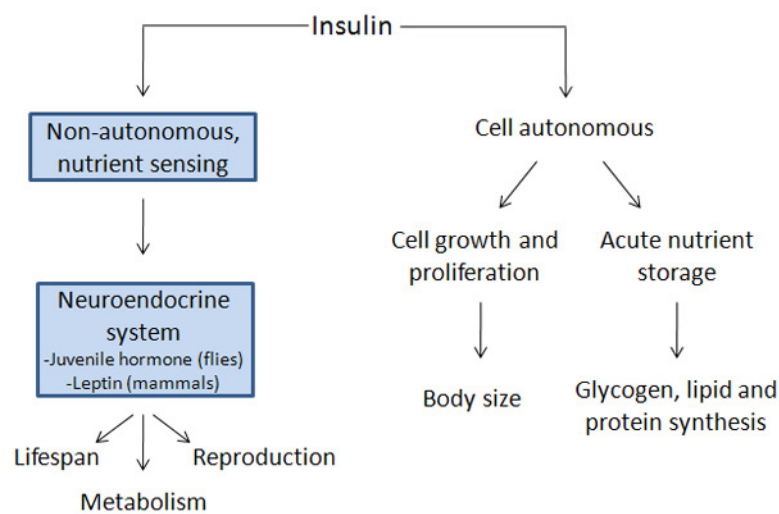 Insulin
Non-autonomous,
nutrient sensing
Neuroendocrine
system
-Juvenile hormone (flies)
-Leptin (mammals)
Lifespan
Reproduction
Metabolism
Cell autonomous
Cell growth and
proliferation
Body size
Acute nutrient
storage
Glycogen, lipid and
protein synthesis